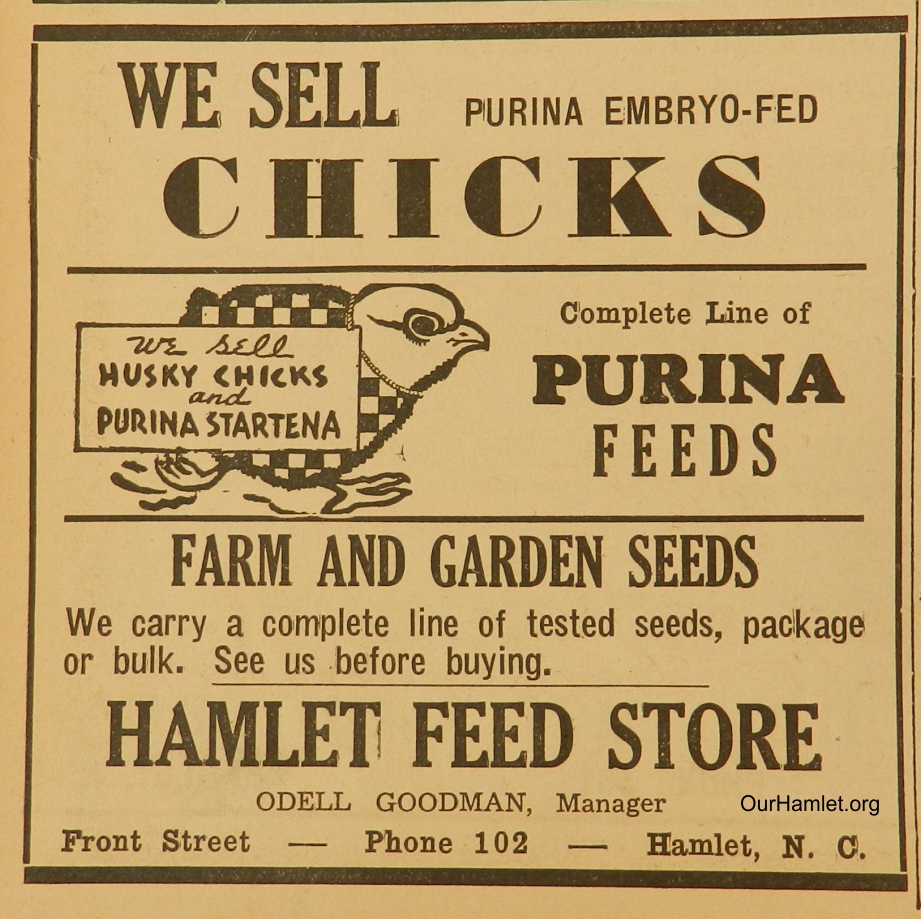 WE SELL PURINA EMBRYO-FED
CHICKS
We Sell
HUSKY CHICKS
and
PURINA STARTENA
Complete Line of
PURINA
FEEDS
FARM AND GARDEN SEEDS
We carry a complete line of tested seeds, package
or bulk. See us before buying.
HAMLET FEED STORE
ODELL GOODMAN, Manager
OurHamlet.org
Front Street — Phone 102 — Hamlet, N. C.